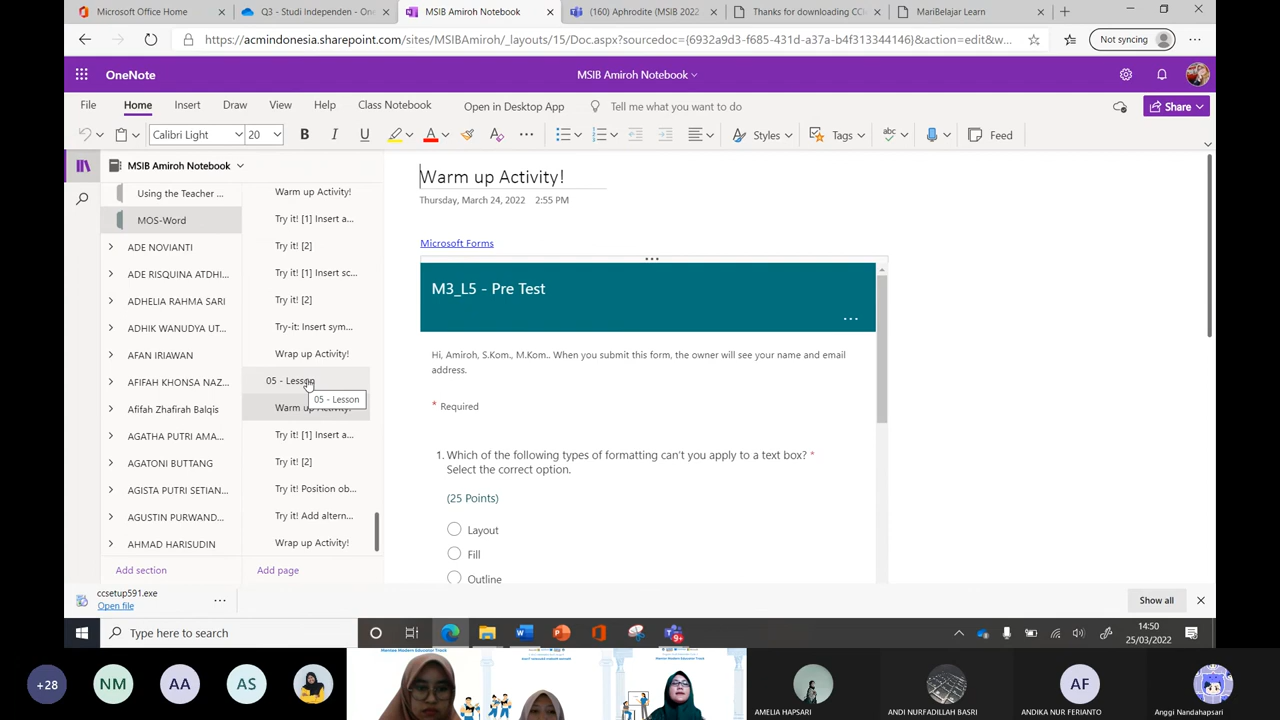 Microsoft Office Home
Q3 - Studi Independen - One
MSIB Amiroh Notebook
(160) Aphrodite (MSIB 2022
Thanks for downloading CCl
MariBelajar Learn
https://acmindonesia.sharepoint.com/sites/MSIBAmiroh/_layouts/15/Doc.aspx?sourcedoc={6932a9d3-f685-431d-a37a-b4f313344146}&action=edit&w...
Not syncing
OneNote
MSIB Amiroh Notebook
File
Home
Insert
Draw
View
Help
Class Notebook
Open in Desktop App
Tell me what you want to do
Share
Calibri Light
20
B
I
U
A
Styles
Tags
abc
Feed
MSIB Amiroh Notebook
Using the Teacher ...
MOS-Word
ADE NOVIANTI
ADE RISQUINA ATDHI...
ADHELIA RAHMA SARI
ADHIK WANUDYA UT...
AFAN IRIAWAN
AFIFAH KHONSA NAZ...
Afifah Zhafirah Balqis
AGATHA PUTRI AMA...
AGATONI BUTTANG
AGISTA PUTRI SETIAN...
AGUSTIN PURWAND...
AHMAD HARISUDIN
Add section
Warm up Activity!
Try it! [1] Insert a...
Try it! [2]
Try it! [1] Insert sc...
Try it! [2]
Try-it: Insert sym...
Wrap up Activity!
05 - Lesson
05 - Lesson
Warm up Activity!
Try it! [1] Insert a...
Try it! [2]
Try it! Position ob...
Try it! Add altern...
Wrap up Activity!
Add page
Warm up Activity!
Thursday, March 24, 2022 2:55 PM
Microsoft Forms
M3_L5 - Pre Test
Hi, Amiroh, S.Kom., M.Kom.. When you submit this form, the owner will see your name and email
address.
* Required
1. Which of the following types of formatting can't you apply to a text box? *
Select the correct option.
(25 Points)
Layout
Fill
Outline
ccsetup591.exe
Open file
Show all
Type here to search
14:50
25/03/2022
+28
NM
AA
AS
AF
AMELIA HAPSARI
ANDI NURFADILLAH BASRI
ANDIKA NUR FERIANTO
Anggi Nandahapsari